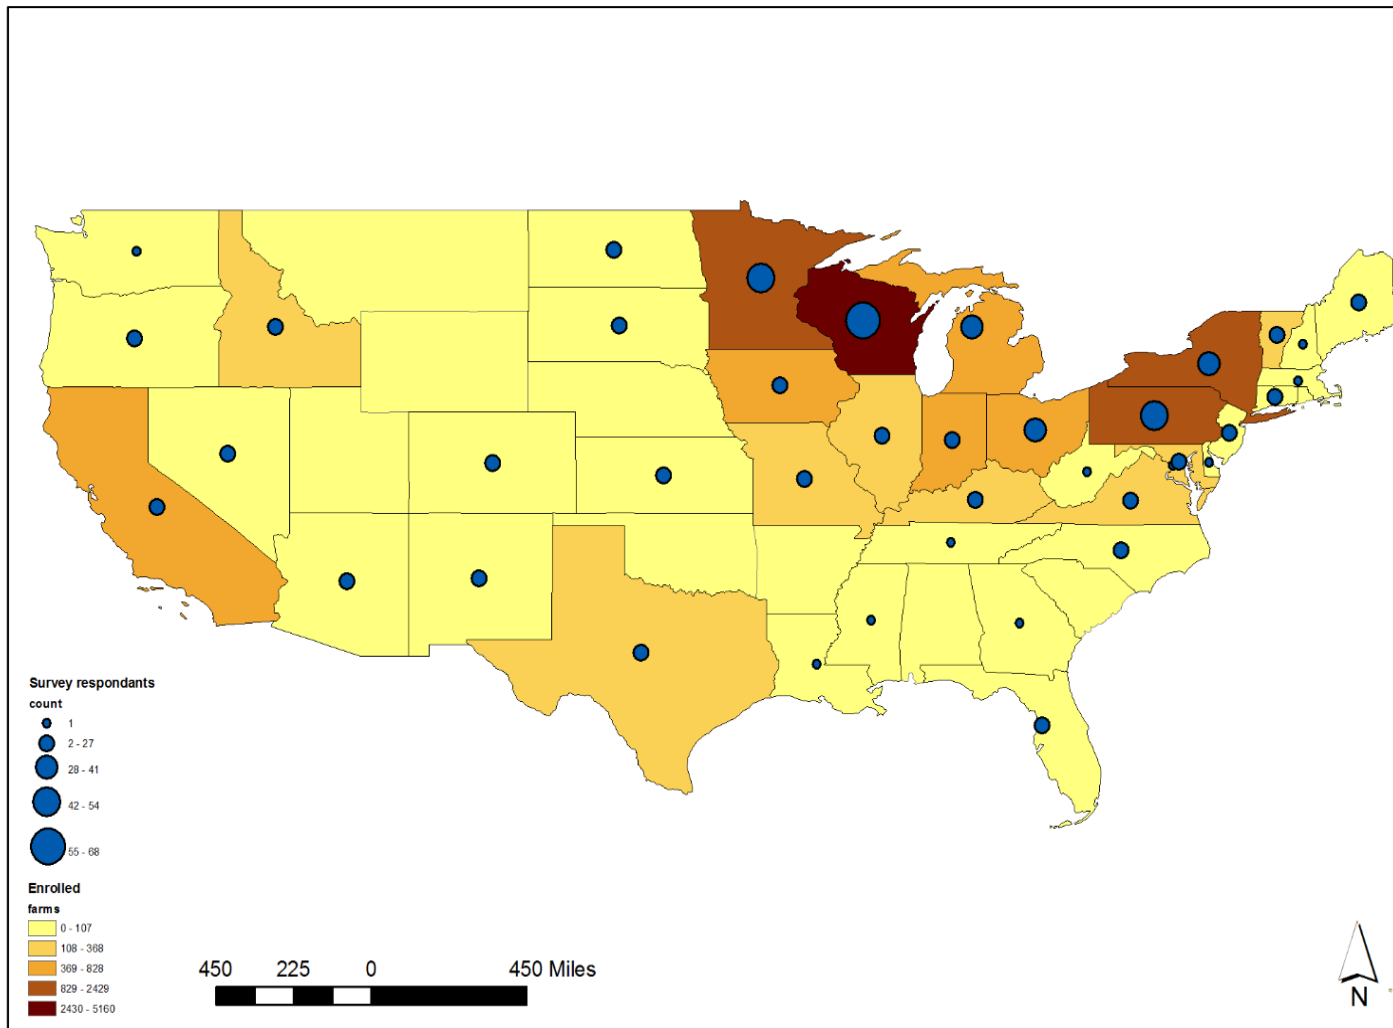 Survey respondants
count
1
2 - 27
28 - 41
42 - 54
55 - 68
Enrolled
farms
0 - 107
108 - 368
369 - 828
829 - 2429
2430 - 5160
450 225 0 450 Miles
N